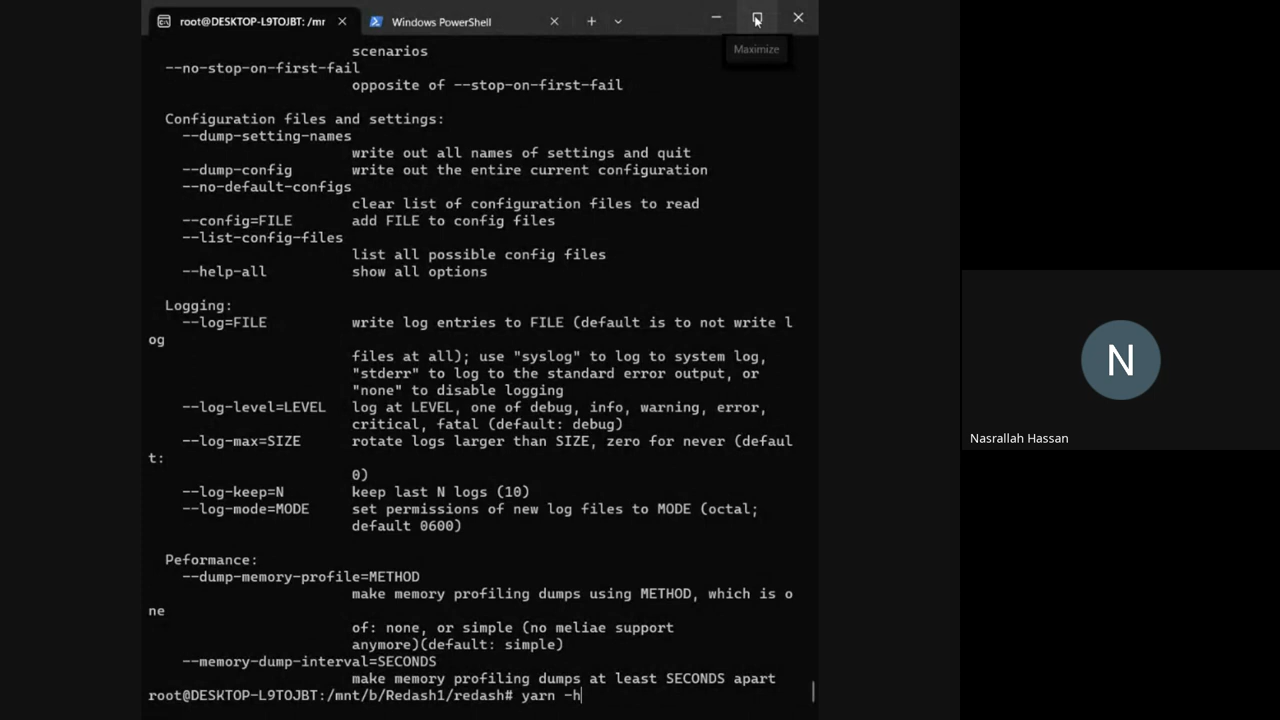 root@DESKTOP-L9TOJBT: /mr
Windows PowerShell
Maximize
scenarios
--no-stop-on-first-fail
opposite of --stop-on-first-fail
Configuration files and settings:
--dump-setting-names
write out all names of settings and quit
--dump-config write out the entire current configuration
--no-default-configs
clear list of configuration files to read
--config=FILE add FILE to config files
--list-config-files
list all possible config files
--help-all show all options
Logging:
--log=FILE write log entries to FILE (default is to not write l
og
files at all); use "syslog" to log to system log,
"stderr" to log to the standard error output, or
"none" to disable logging
--log-level=LEVEL log at LEVEL, one of debug, info, warning, error,
critical, fatal (default: debug)
--log-max=SIZE rotate logs larger than SIZE, zero for never (defaul
t:
0)
--log-keep=N keep last N logs (10)
--log-mode=MODE set permissions of new log files to MODE (octal;
default 0600)
Peformance:
--dump-memory-profile=METHOD
make memory profiling dumps using METHOD, which is o
ne
of: none, or simple (no meliae support
anymore)(default: simple)
--memory-dump-interval=SECONDS
make memory profiling dumps at least SECONDS apart
root@DESKTOP-L9TOJBT:/mnt/b/Redash1/redash# yarn -h
N
Nasrallah Hassan